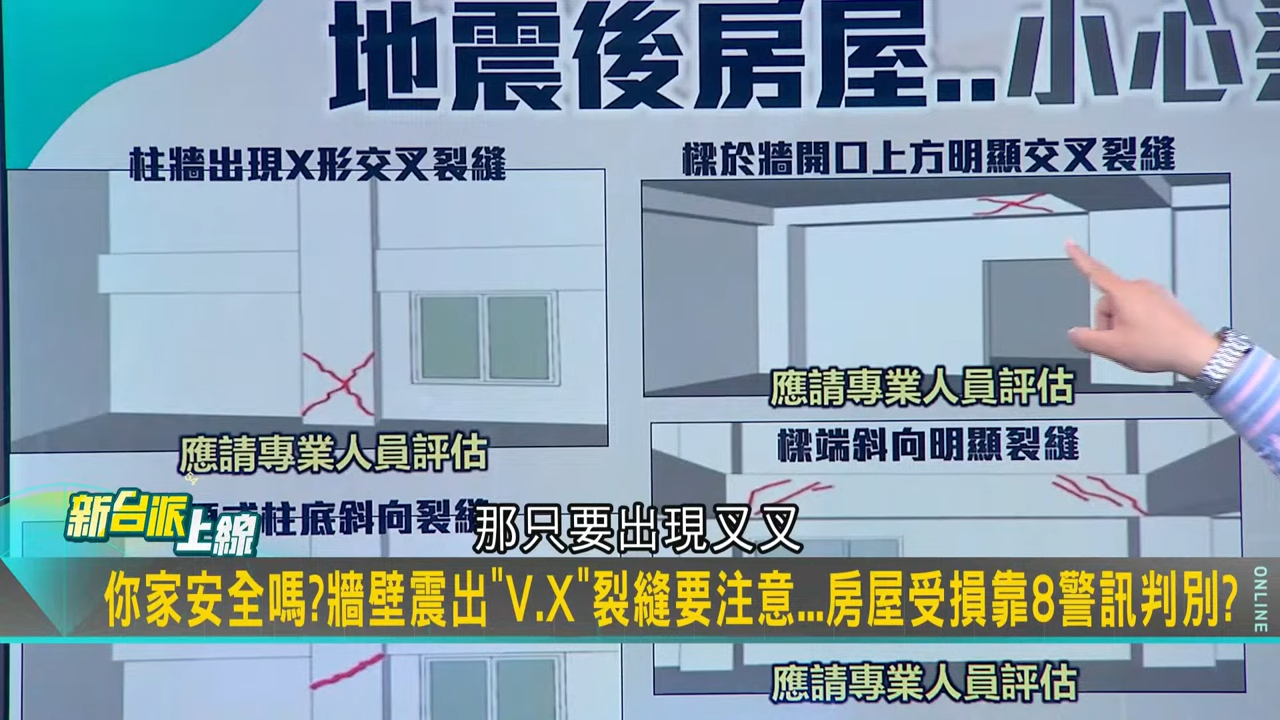 地震後房屋..小心
柱牆出現X形交叉裂縫
樑於牆開口上方明顯交叉裂縫
應請專業人員評估
應請專業人員評估
樑端斜向明顯裂縫
柱底斜向裂縫
新台派上線
那只要出現叉叉
你家安全嗎?牆壁震出"V.X"裂縫要注意...房屋受損靠8警訊判別?
ONLINE
應請專業人員評估